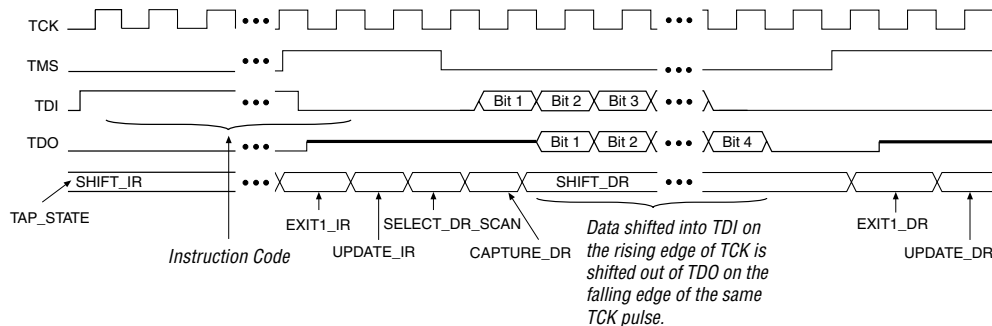 TCK
TMS
TDI
Bit 1 Bit 2 Bit 3
TDO
Bit 1 Bit 2 Bit 4
SHIFT_IR
SHIFT_DR
TAP_STATE
EXIT1_IR
SELECT_DR_SCAN
EXIT1_DR
Instruction Code
UPDATE_IR
CAPTURE_DR
UPDATE_DR
Data shifted into TDI on
the rising edge of TCK is
shifted out of TDO on the
falling edge of the same
TCK pulse.